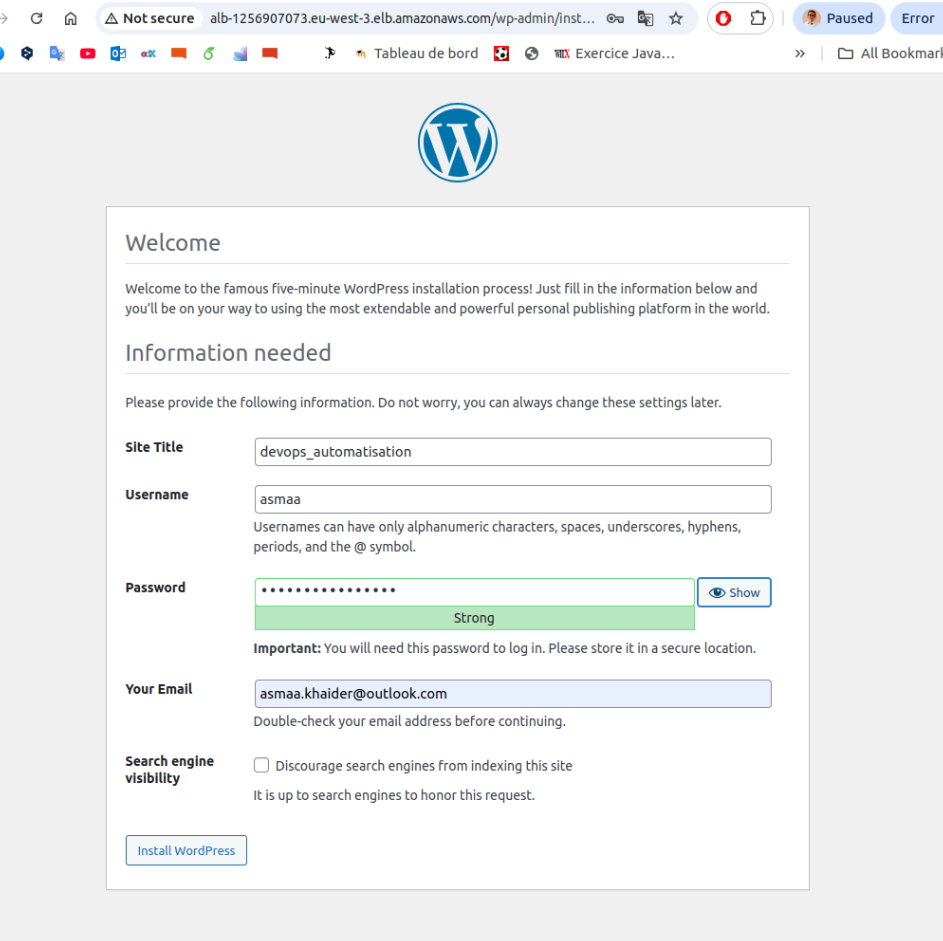 Not secure alb-1256907073.eu-west-3.elb.amazonaws.com/wp-admin/inst... Paused Error
Tableau de bord Exercice Java... » All Bookmark
Welcome
Welcome to the famous five-minute WordPress installation process! Just fill in the information below and
you'll be on your way to using the most extendable and powerful personal publishing platform in the world.
Information needed
Please provide the following information. Do not worry, you can always change these settings later.
Site Title devops_automatisation
Username asmaa
Usernames can have only alphanumeric characters, spaces, underscores, hyphens,
periods, and the @ symbol.
Password •••••••••••••••• Show
Strong
Important: You will need this password to log in. Please store it in a secure location.
Your Email asmaa.khaider@outlook.com
Double-check your email address before continuing.
Search engine
visibility
Discourage search engines from indexing this site
It is up to search engines to honor this request.
Install WordPress